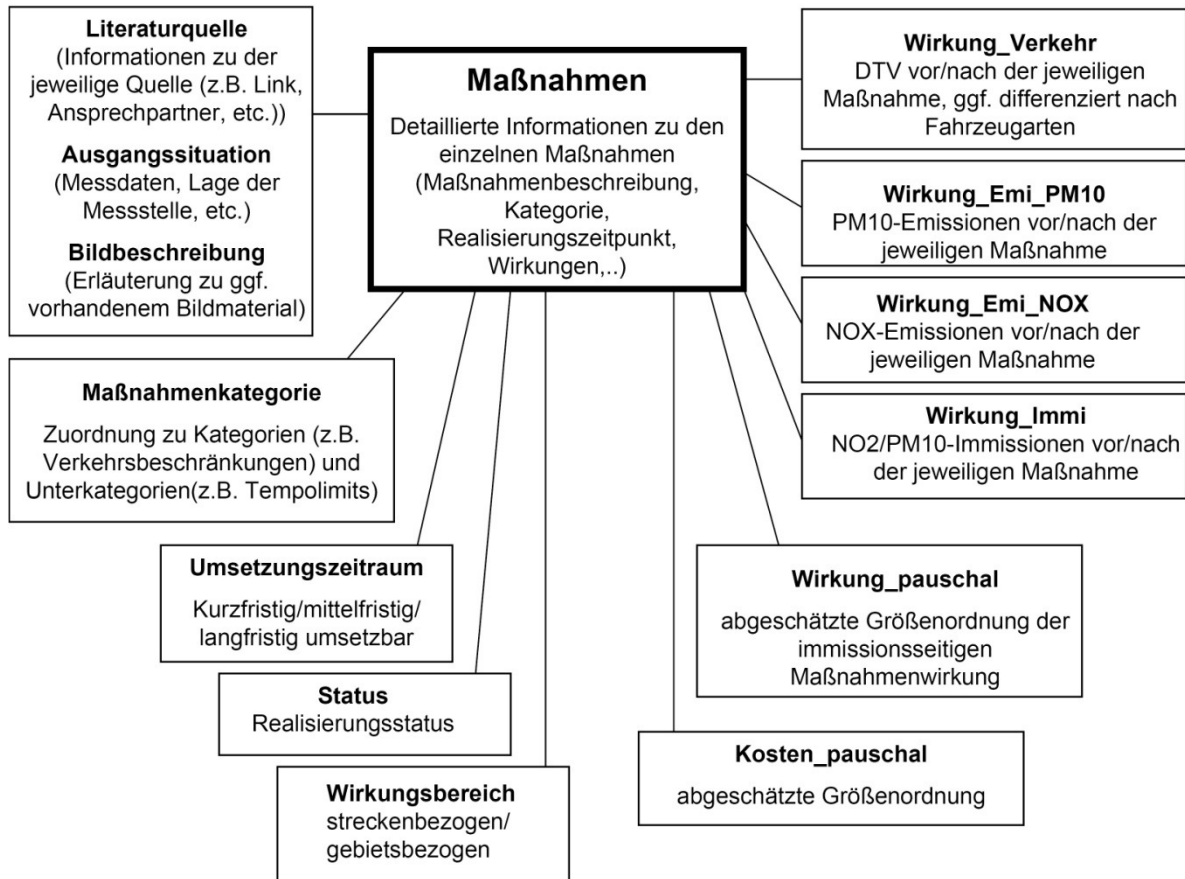 Literaturquelle
(Informationen zu der
jeweilige Quelle (z.B. Link,
Ansprechpartner, etc.))
Ausgangssituation
(Messdaten, Lage der
Messstelle, etc.)
Bildbeschreibung
(Erläuterung zu ggf.
vorhandenem Bildmaterial)
Maßnahmen
Detaillierte Informationen zu den
einzelnen Maßnahmen
(Maßnahmenbeschreibung,
Kategorie,
Realisierungszeitpunkt,
Wirkungen,..)
Wirkung_Verkehr
DTV vor/nach der jeweiligen
Maßnahme, ggf. differenziert nach
Fahrzeugarten
Wirkung_Emi_PM10
PM10-Emissionen vor/nach der
jeweiligen Maßnahme
Wirkung_Emi_NOX
NOX-Emissionen vor/nach der
jeweiligen Maßnahme
Wirkung_Immi
NO2/PM10-Immissionen vor/nach
der jeweiligen Maßnahme
Maßnahmenkategorie
Zuordnung zu Kategorien (z.B.
Verkehrsbeschränkungen) und
Unterkategorien(z.B. Tempolimits)
Umsetzungszeitraum
Kurzfristig/mittelfristig/
langfristig umsetzbar
Status
Realisierungsstatus
Wirkungsbereich
streckenbezogen/
gebietsbezogen
Wirkung_pauschal
abgeschätzte Größenordnung der
immissionsseitigen
Maßnahmenwirkung
Kosten_pauschal
abgeschätzte Größenordnung